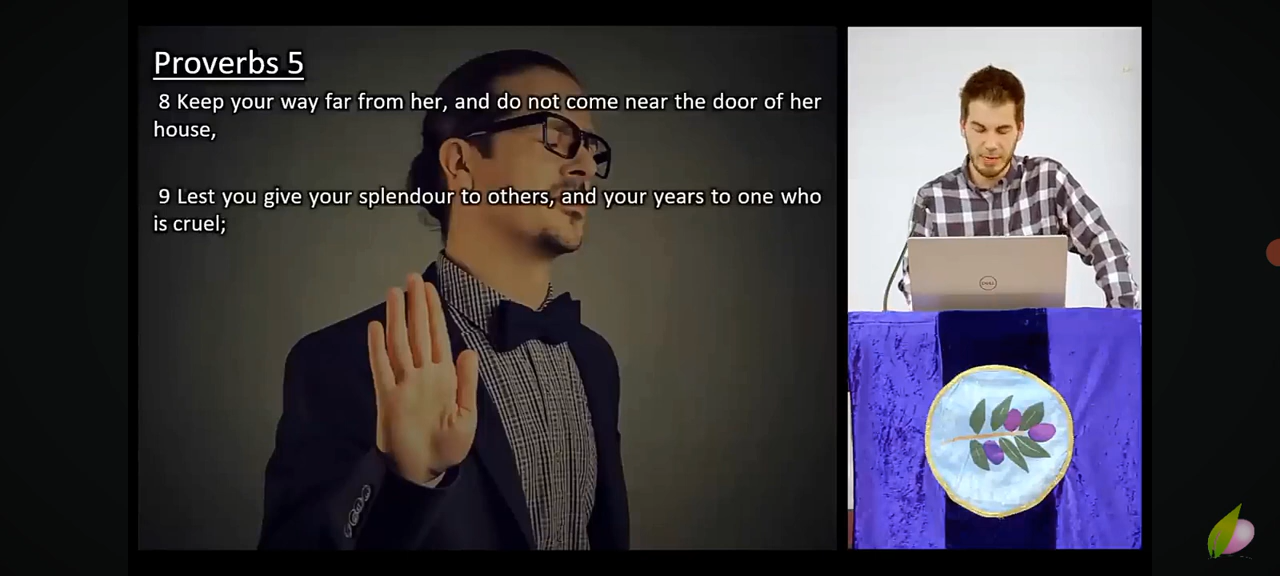 Proverbs 5
8 Keep your way far from her, and do not come near the door of her
house,
9 Lest you give your splendour to others, and your years to one who
is cruel;
DELL